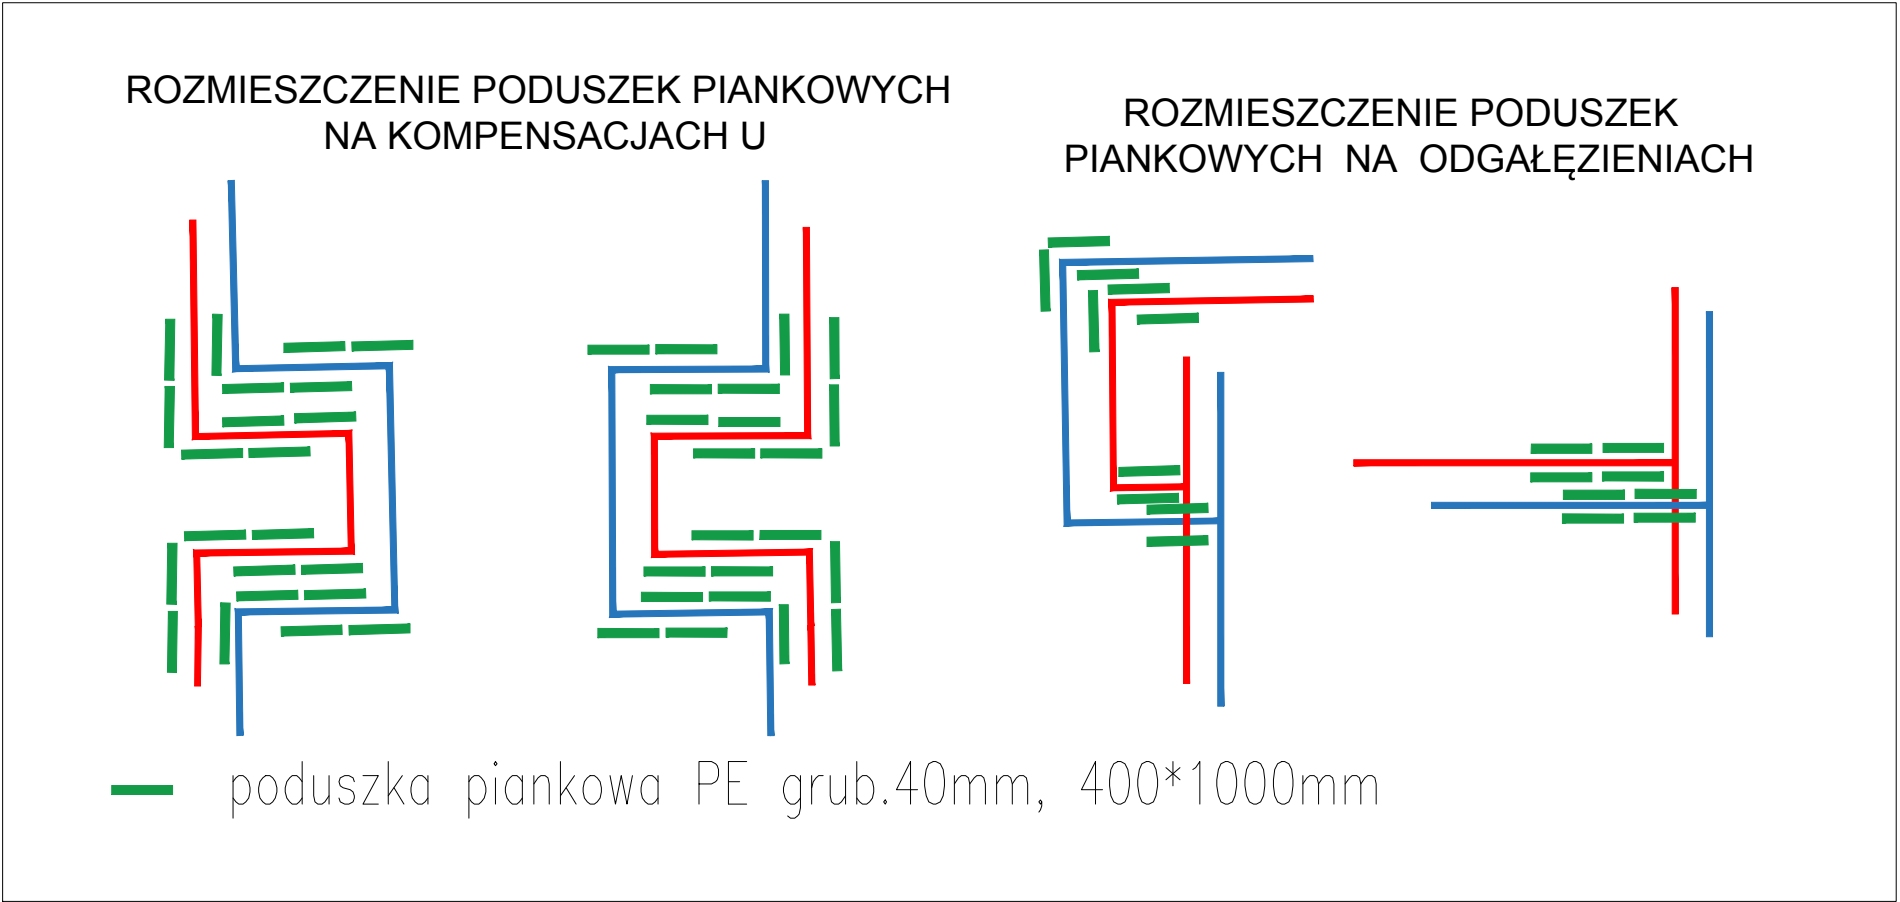 ROZMIESZCZENIE PODUSZEK PIANKOWYCH
NA KOMPENSACJACH U
ROZMIESZCZENIE PODUSZEK
PIANKOWYCH NA ODGAŁĘZIENIACH
poduszka piankowa PE grub.40mm, 400*1000mm